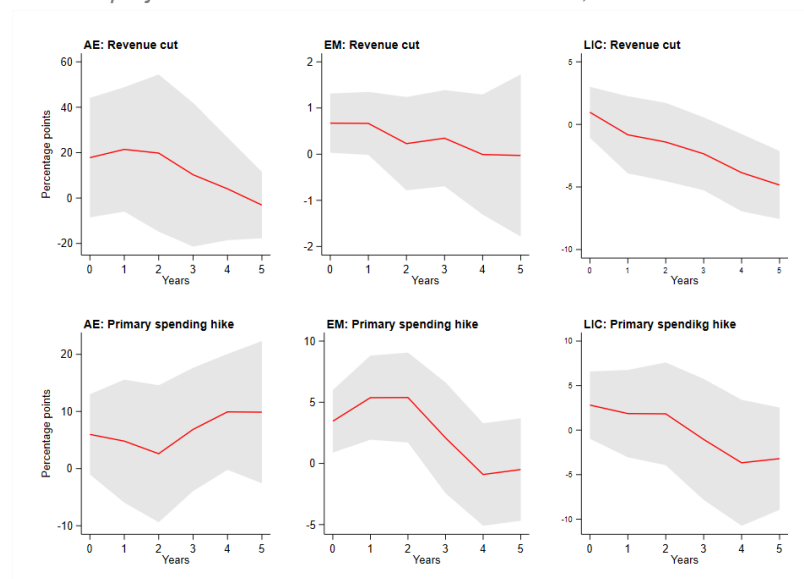 AE: Revenue cut
EM: Revenue cut
LIC: Revenue cut
Percentage points
60
40
20
0
-20
0 1 2 3 4 5
Years
2
1
0
-1
-2
0 1 2 3 4 5
Years
5
0
-5
-10
0 1 2 3 4 5
Years
AE: Primary spending hike
EM: Primary spending hike
LIC: Primary spendikg hike
Percentage points
20
10
0
-10
0 1 2 3 4 5
Years
10
5
0
-5
0 1 2 3 4 5
Years
10
5
0
-5
-10
0 1 2 3 4 5
Years